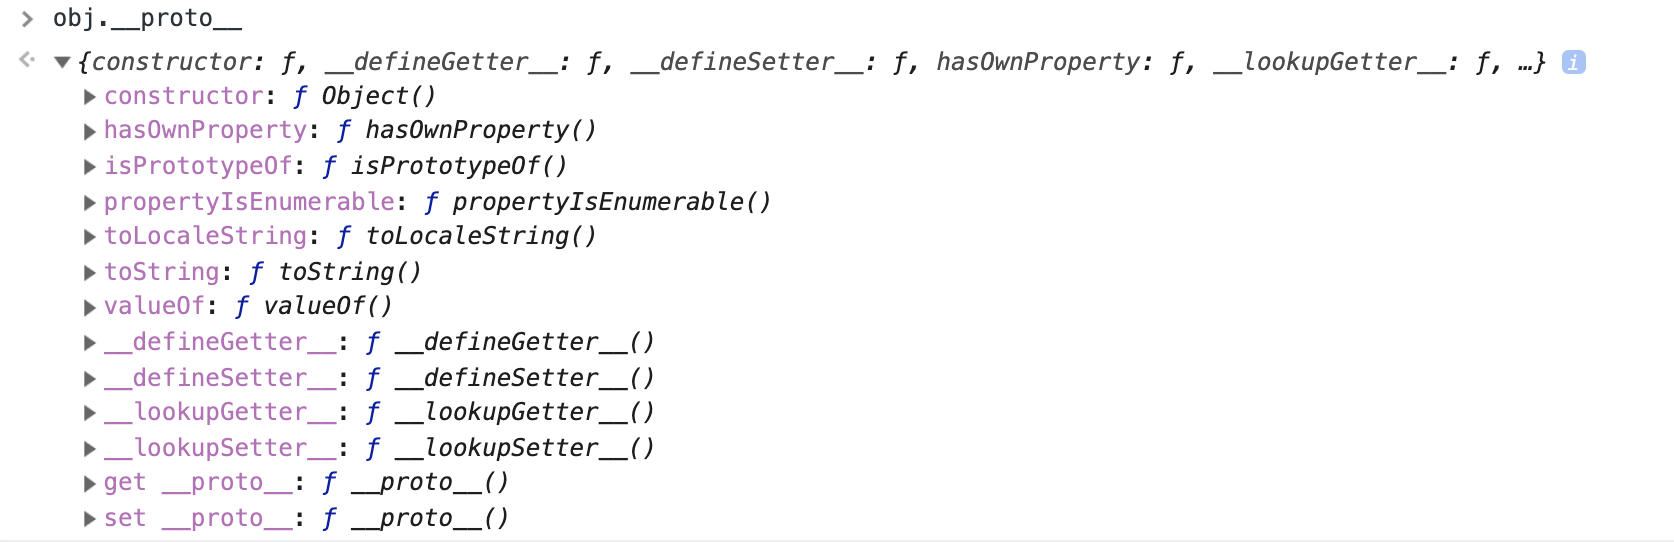 > obj.__proto__
<· ▼{constructor: ƒ, __defineGetter__: ƒ, __defineSetter__: ƒ, hasOwnProperty: ƒ, __lookupGetter__: ƒ, …} i
▶constructor: ƒ Object()
▶hasOwnProperty: ƒ hasOwnProperty()
▶isPrototypeOf: ƒ isPrototypeOf()
▶propertyIsEnumerable: ƒ propertyIsEnumerable()
▶toLocaleString: ƒ toLocaleString()
▶toString: ƒ toString()
▶valueOf: ƒ valueOf()
▶__defineGetter__: ƒ __defineGetter__()
▶__defineSetter__: ƒ __defineSetter__()
▶__lookupGetter__: ƒ __lookupGetter__()
▶__lookupSetter__: ƒ __lookupSetter__()
▶get __proto__: ƒ __proto__()
▶set __proto__: ƒ __proto__()